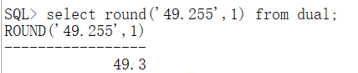 SQL> select round('49.255',1) from dual;
ROUND('49.255',1)
-----------------
49.3